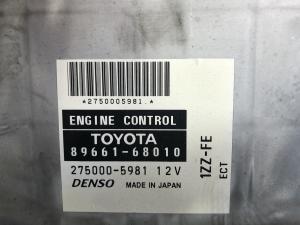 *2750005981.*
ENGINE CONTROL
TOYOTA
89661-68010
275000-5981 12V
DENSO MADE IN JAPAN
1ZZ-FE
ECT